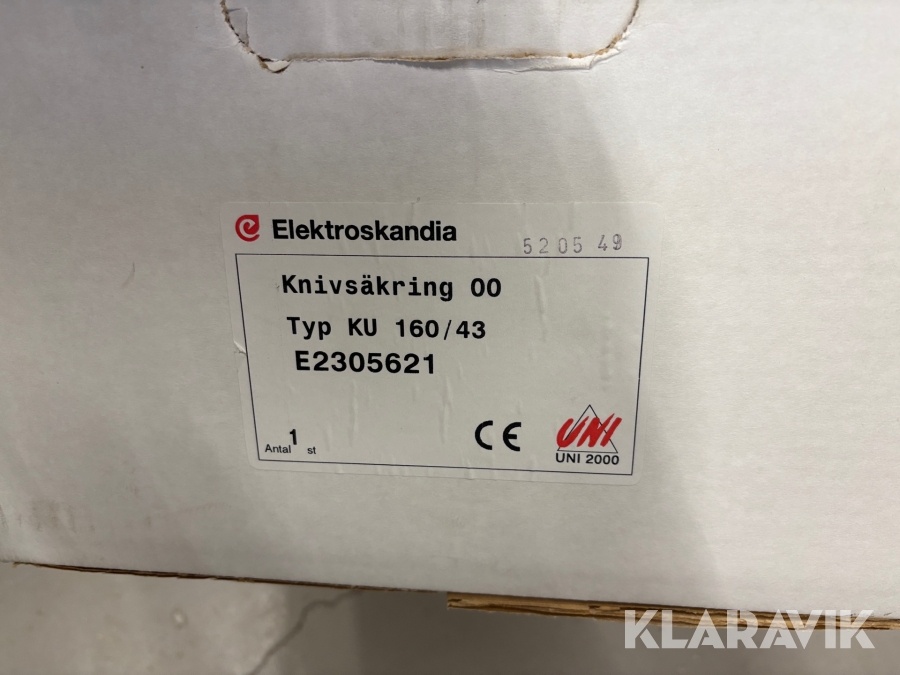 Elektroskandia
5205 49
Knivsäkring 00
Typ KU 160/43
E2305621
Antal 1 st
CE
UNI
UNI 2000
KLARAVIK